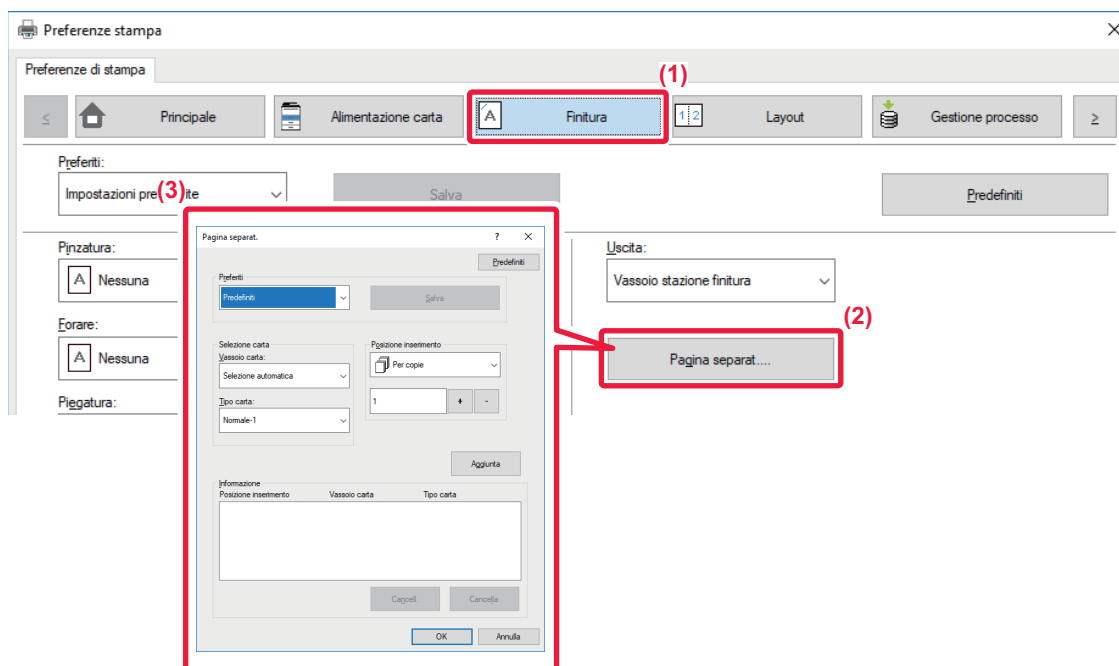 Preferenze stampa
Preferenze di stampa
(1)
< Principale Alimentazione carta A Finitura 1 2 Layout Gestione processo >
Preferiti:
Impostazioni pre ite (3) Salva Predefiniti
Pinzatura:
A Nessuna
Forare:
A Nessuna
Piegatura:
Pagina separat. ?
Predefiniti
Preferiti
Predefiniti Salva
Selezione carta
Vassoio carta:
Selezione automatica
Tipo carta:
Normale-1
Posizione inserimento
Per copie
1 + -
Aggiunta
Informazione
Posizione inserimento Vassoio carta Tipo carta
Cancell. Cancella
OK Annulla
Uscita:
Vassoio stazione finitura
(2)
Pagina separat....